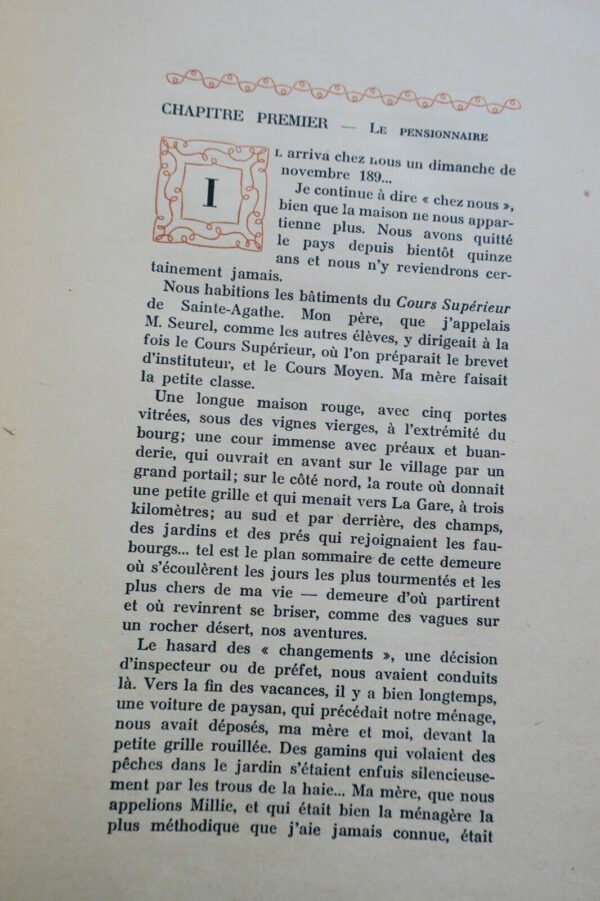 CHAPITRE PREMIER — LE PENSIONNAIRE
IL arriva chez nous un dimanche de
novembre 189...
Je continue à dire « chez nous »,
bien que la maison ne nous appar-
tienne plus. Nous avons quitté
le pays depuis bientôt quinze
ans et nous n'y reviendrons cer-
tainement jamais.
Nous habitions les bâtiments du Cours Supérieur
de Sainte-Agathe. Mon père, que j'appelais
M. Seurel, comme les autres élèves, y dirigeait à la
fois le Cours Supérieur, où l'on préparait le brevet
d'instituteur, et le Cours Moyen. Ma mère faisait
la petite classe.
Une longue maison rouge, avec cinq portes
vitrées, sous des vignes vierges, à l'extrémité du
bourg; une cour immense avec préaux et buan-
derie, qui ouvrait en avant sur le village par un
grand portail; sur le côté nord, la route où donnait
une petite grille et qui menait vers La Gare, à trois
kilomètres; au sud et par derrière, des champs,
des jardins et des prés qui rejoignaient les fau-
bourgs... tel est le plan sommaire de cette demeure
où s'écoulèrent les jours les plus tourmentés et les
plus chers de ma vie — demeure d'où partirent
et où revinrent se briser, comme des vagues sur
un rocher désert, nos aventures.
Le hasard des « changements », une décision
d'inspecteur ou de préfet, nous avaient conduits
là. Vers la fin des vacances, il y a bien longtemps,
une voiture de paysan, qui précédait notre ménage,
nous avait déposés, ma mère et moi, devant la
petite grille rouillée. Des gamins qui volaient des
pêches dans le jardin s'étaient enfuis silencieuse-
ment par les trous de la haie... Ma mère, que nous
appelions Millie, et qui était bien la ménagère la
plus méthodique que j'aie jamais connue, était